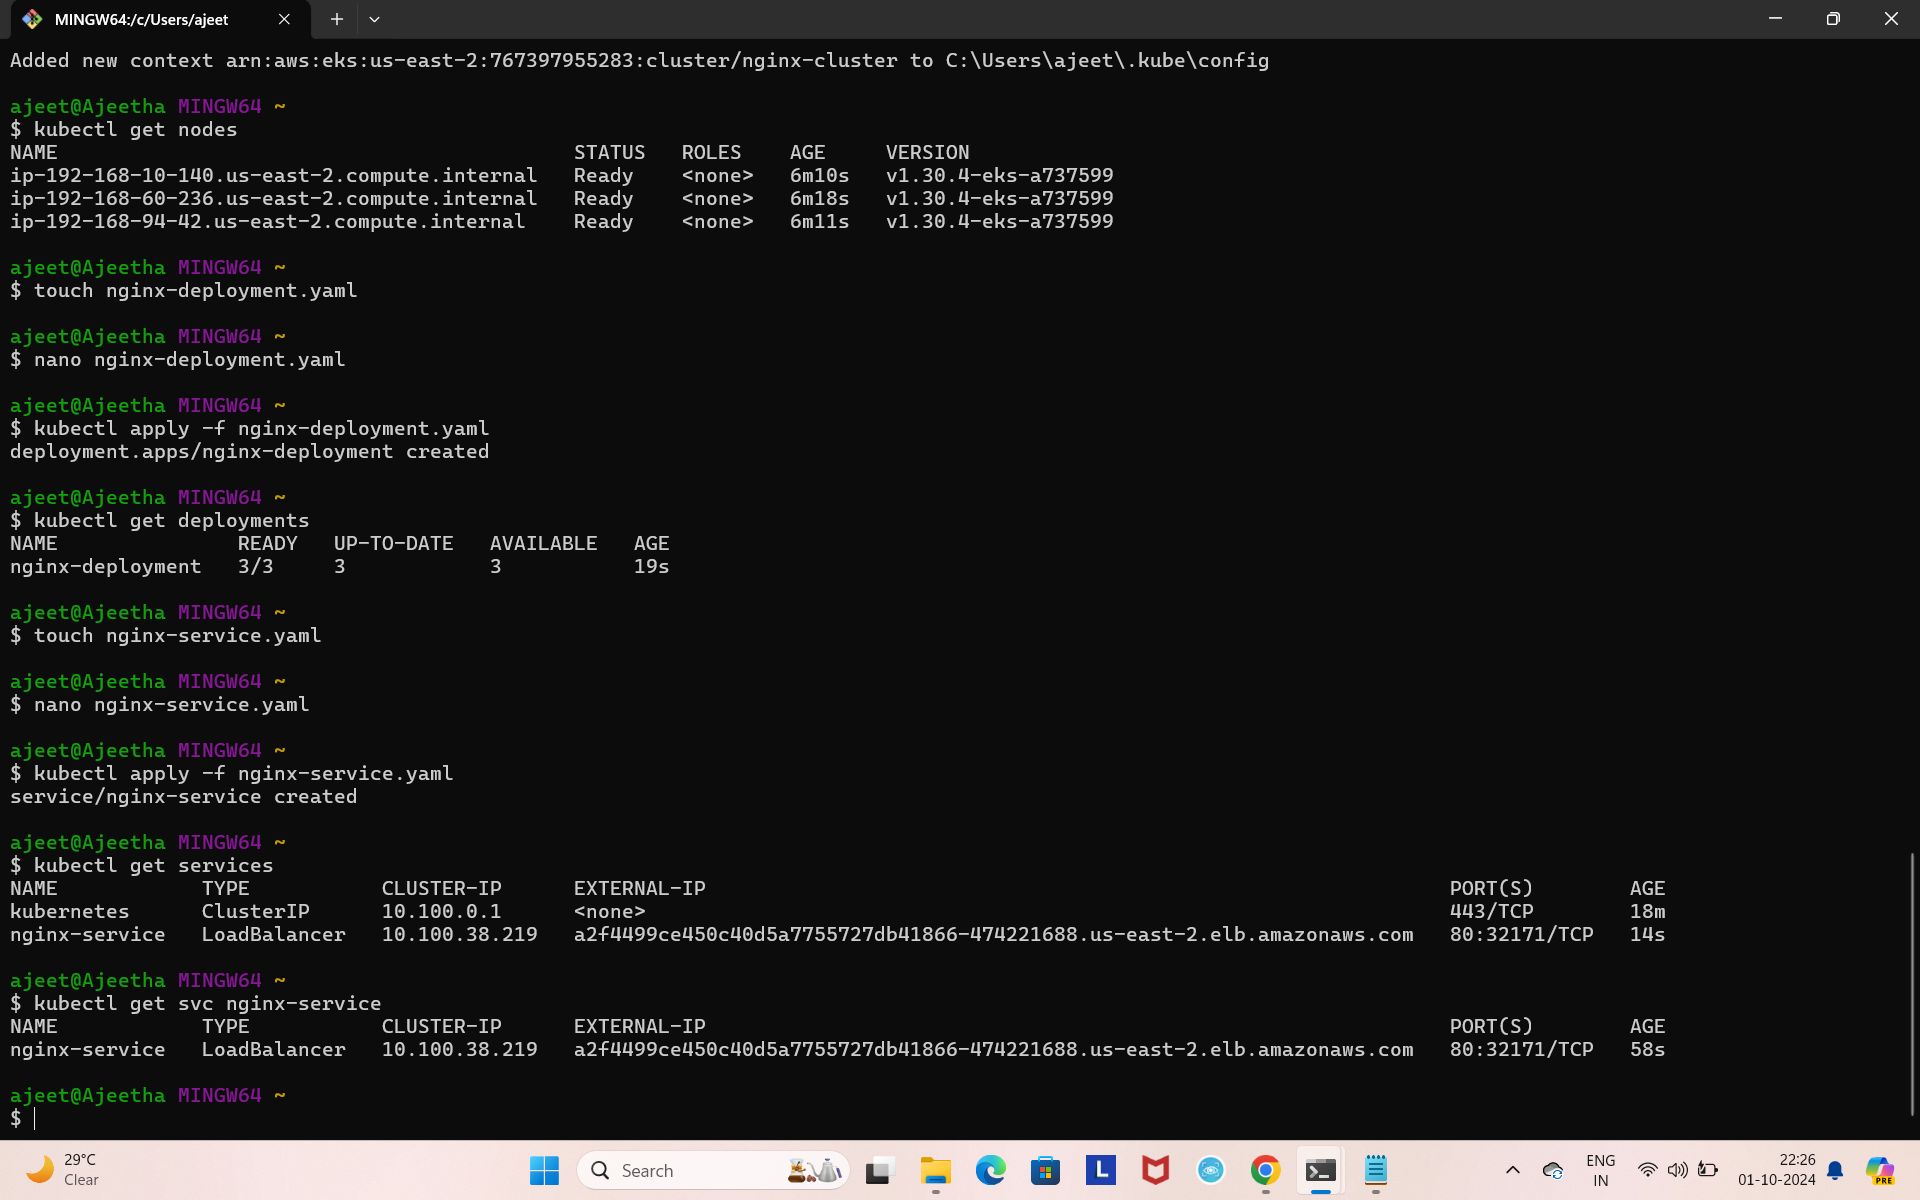 MINGW64:/c/Users/ajeet
Added new context arn:aws:eks:us-east-2:767397955283:cluster/nginx-cluster to C:\Users\ajeet\.kube\config
ajeet@Ajeetha MINGW64 ~
$ kubectl get nodes
NAME STATUS ROLES AGE VERSION
ip-192-168-10-140.us-east-2.compute.internal Ready <none> 6m10s v1.30.4-eks-a737599
ip-192-168-60-236.us-east-2.compute.internal Ready <none> 6m18s v1.30.4-eks-a737599
ip-192-168-94-42.us-east-2.compute.internal Ready <none> 6m11s v1.30.4-eks-a737599
ajeet@Ajeetha MINGW64 ~
$ touch nginx-deployment.yaml
ajeet@Ajeetha MINGW64 ~
$ nano nginx-deployment.yaml
ajeet@Ajeetha MINGW64 ~
$ kubectl apply -f nginx-deployment.yaml
deployment.apps/nginx-deployment created
ajeet@Ajeetha MINGW64 ~
$ kubectl get deployments
NAME READY UP-TO-DATE AVAILABLE AGE
nginx-deployment 3/3 3 3 19s
ajeet@Ajeetha MINGW64 ~
$ touch nginx-service.yaml
ajeet@Ajeetha MINGW64 ~
$ nano nginx-service.yaml
ajeet@Ajeetha MINGW64 ~
$ kubectl apply -f nginx-service.yaml
service/nginx-service created
ajeet@Ajeetha MINGW64 ~
$ kubectl get services
NAME TYPE CLUSTER-IP EXTERNAL-IP PORT(S) AGE
kubernetes ClusterIP 10.100.0.1 <none> 443/TCP 18m
nginx-service LoadBalancer 10.100.38.219 a2f4499ce450c40d5a7755727db41866-474221688.us-east-2.elb.amazonaws.com 80:32171/TCP 14s
ajeet@Ajeetha MINGW64 ~
$ kubectl get svc nginx-service
NAME TYPE CLUSTER-IP EXTERNAL-IP PORT(S) AGE
nginx-service LoadBalancer 10.100.38.219 a2f4499ce450c40d5a7755727db41866-474221688.us-east-2.elb.amazonaws.com 80:32171/TCP 58s
ajeet@Ajeetha MINGW64 ~
$
29°C
Clear
Search
L
ENG
IN
22:26
01-10-2024
PRE